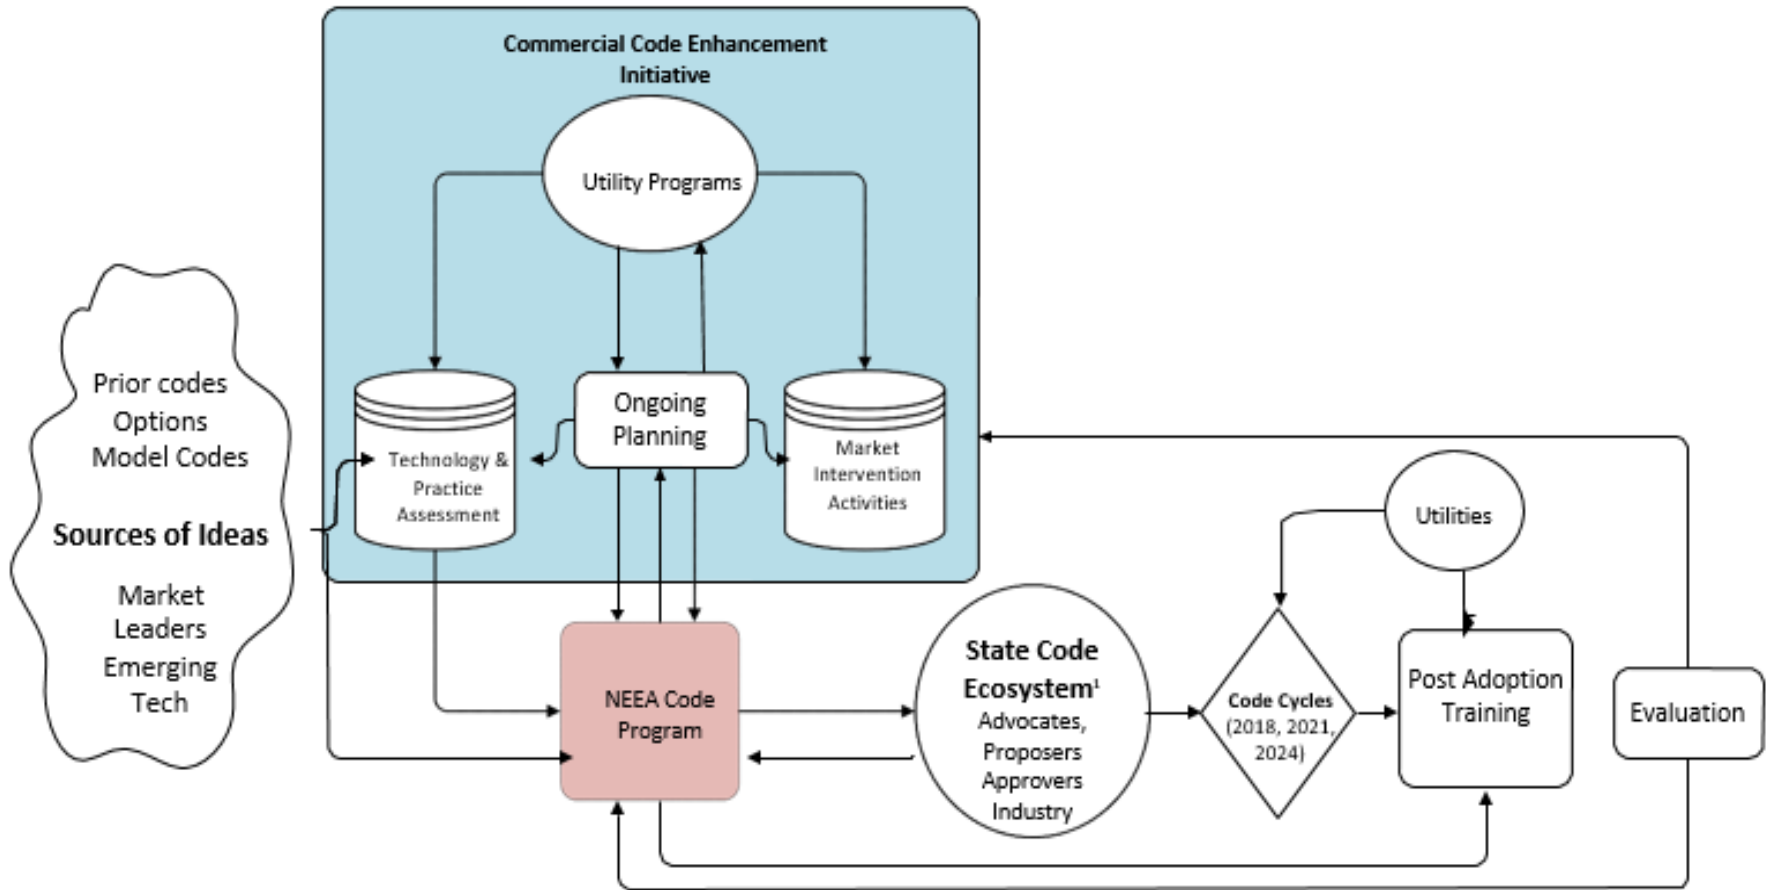 Commercial Code Enhancement
Initiative
Utility Programs
Prior codes
Options
Model Codes
Sources of Ideas
Market
Leaders
Emerging
Tech
Technology &
Practice
Assessment
Ongoing
Planning
Market
Intervention
Activities
NEEA Code
Program
State Code
Ecosystem¹
Advocates,
Proposers
Approvers
Industry
Code Cycles
(2018, 2021,
2024)
Utilities
Post Adoption
Training
Evaluation